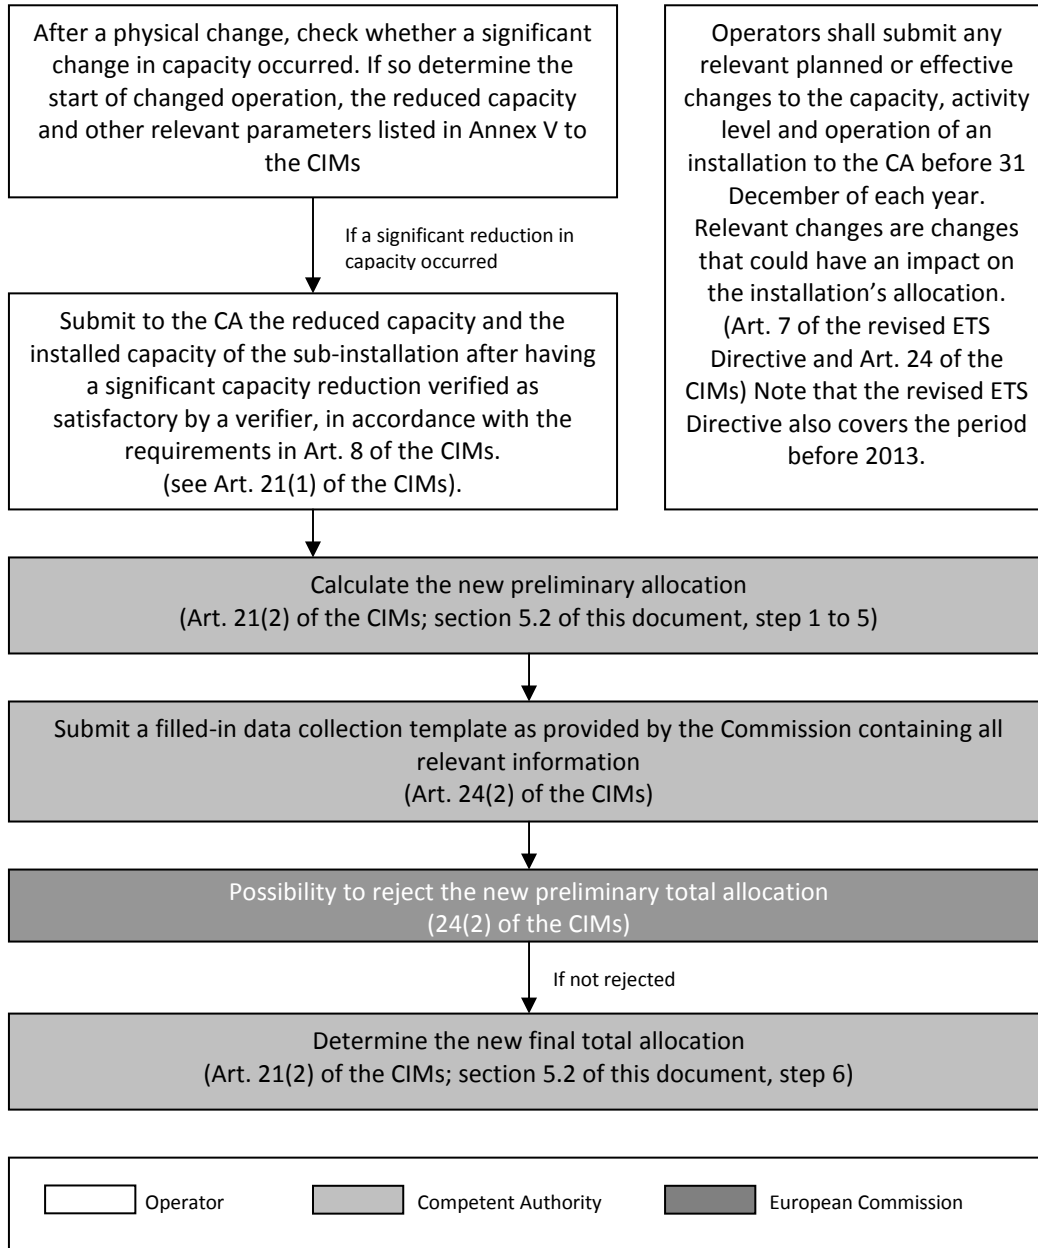 After a physical change, check whether a significant
change in capacity occurred. If so determine the
start of changed operation, the reduced capacity
and other relevant parameters listed in Annex V to
the CIMs
Operators shall submit any
relevant planned or effective
changes to the capacity, activity
level and operation of an
installation to the CA before 31
December of each year.
Relevant changes are changes
that could have an impact on
the installation’s allocation.
(Art. 7 of the revised ETS
Directive and Art. 24 of the
CIMs) Note that the revised ETS
Directive also covers the period
before 2013.
If a significant reduction in
capacity occurred
Submit to the CA the reduced capacity and the
installed capacity of the sub-installation after having
a significant capacity reduction verified as
satisfactory by a verifier, in accordance with the
requirements in Art. 8 of the CIMs.
(see Art. 21(1) of the CIMs).
Calculate the new preliminary allocation
(Art. 21(2) of the CIMs; section 5.2 of this document, step 1 to 5)
Submit a filled-in data collection template as provided by the Commission containing all
relevant information
(Art. 24(2) of the CIMs)
Possibility to reject the new preliminary total allocation
(24(2) of the CIMs)
If not rejected
Determine the new final total allocation
(Art. 21(2) of the CIMs; section 5.2 of this document, step 6)
Operator
Competent Authority
European Commission